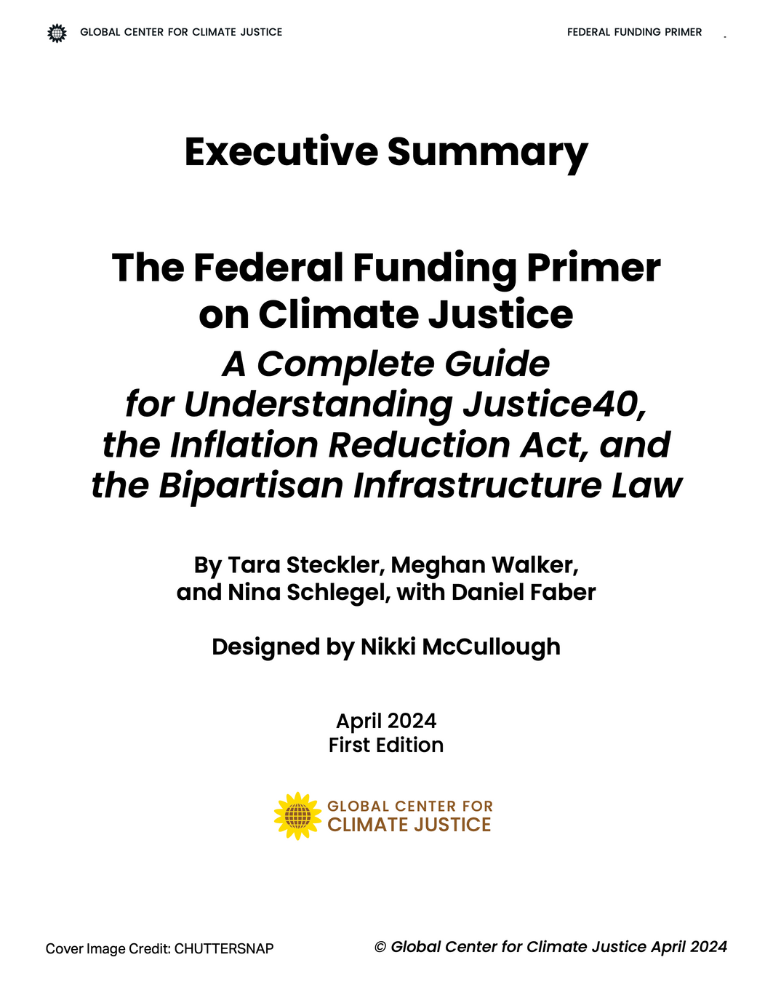 GLOBAL CENTER FOR CLIMATE JUSTICE
FEDERAL FUNDING PRIMER -
Executive Summary
The Federal Funding Primer
on Climate Justice
A Complete Guide
for Understanding Justice40,
the Inflation Reduction Act, and
the Bipartisan Infrastructure Law
By Tara Steckler, Meghan Walker,
and Nina Schlegel, with Daniel Faber
Designed by Nikki McCullough
April 2024
First Edition
GLOBAL CENTER FOR
CLIMATE JUSTICE
Cover Image Credit: CHUTTERSNAP
© Global Center for Climate Justice April 2024